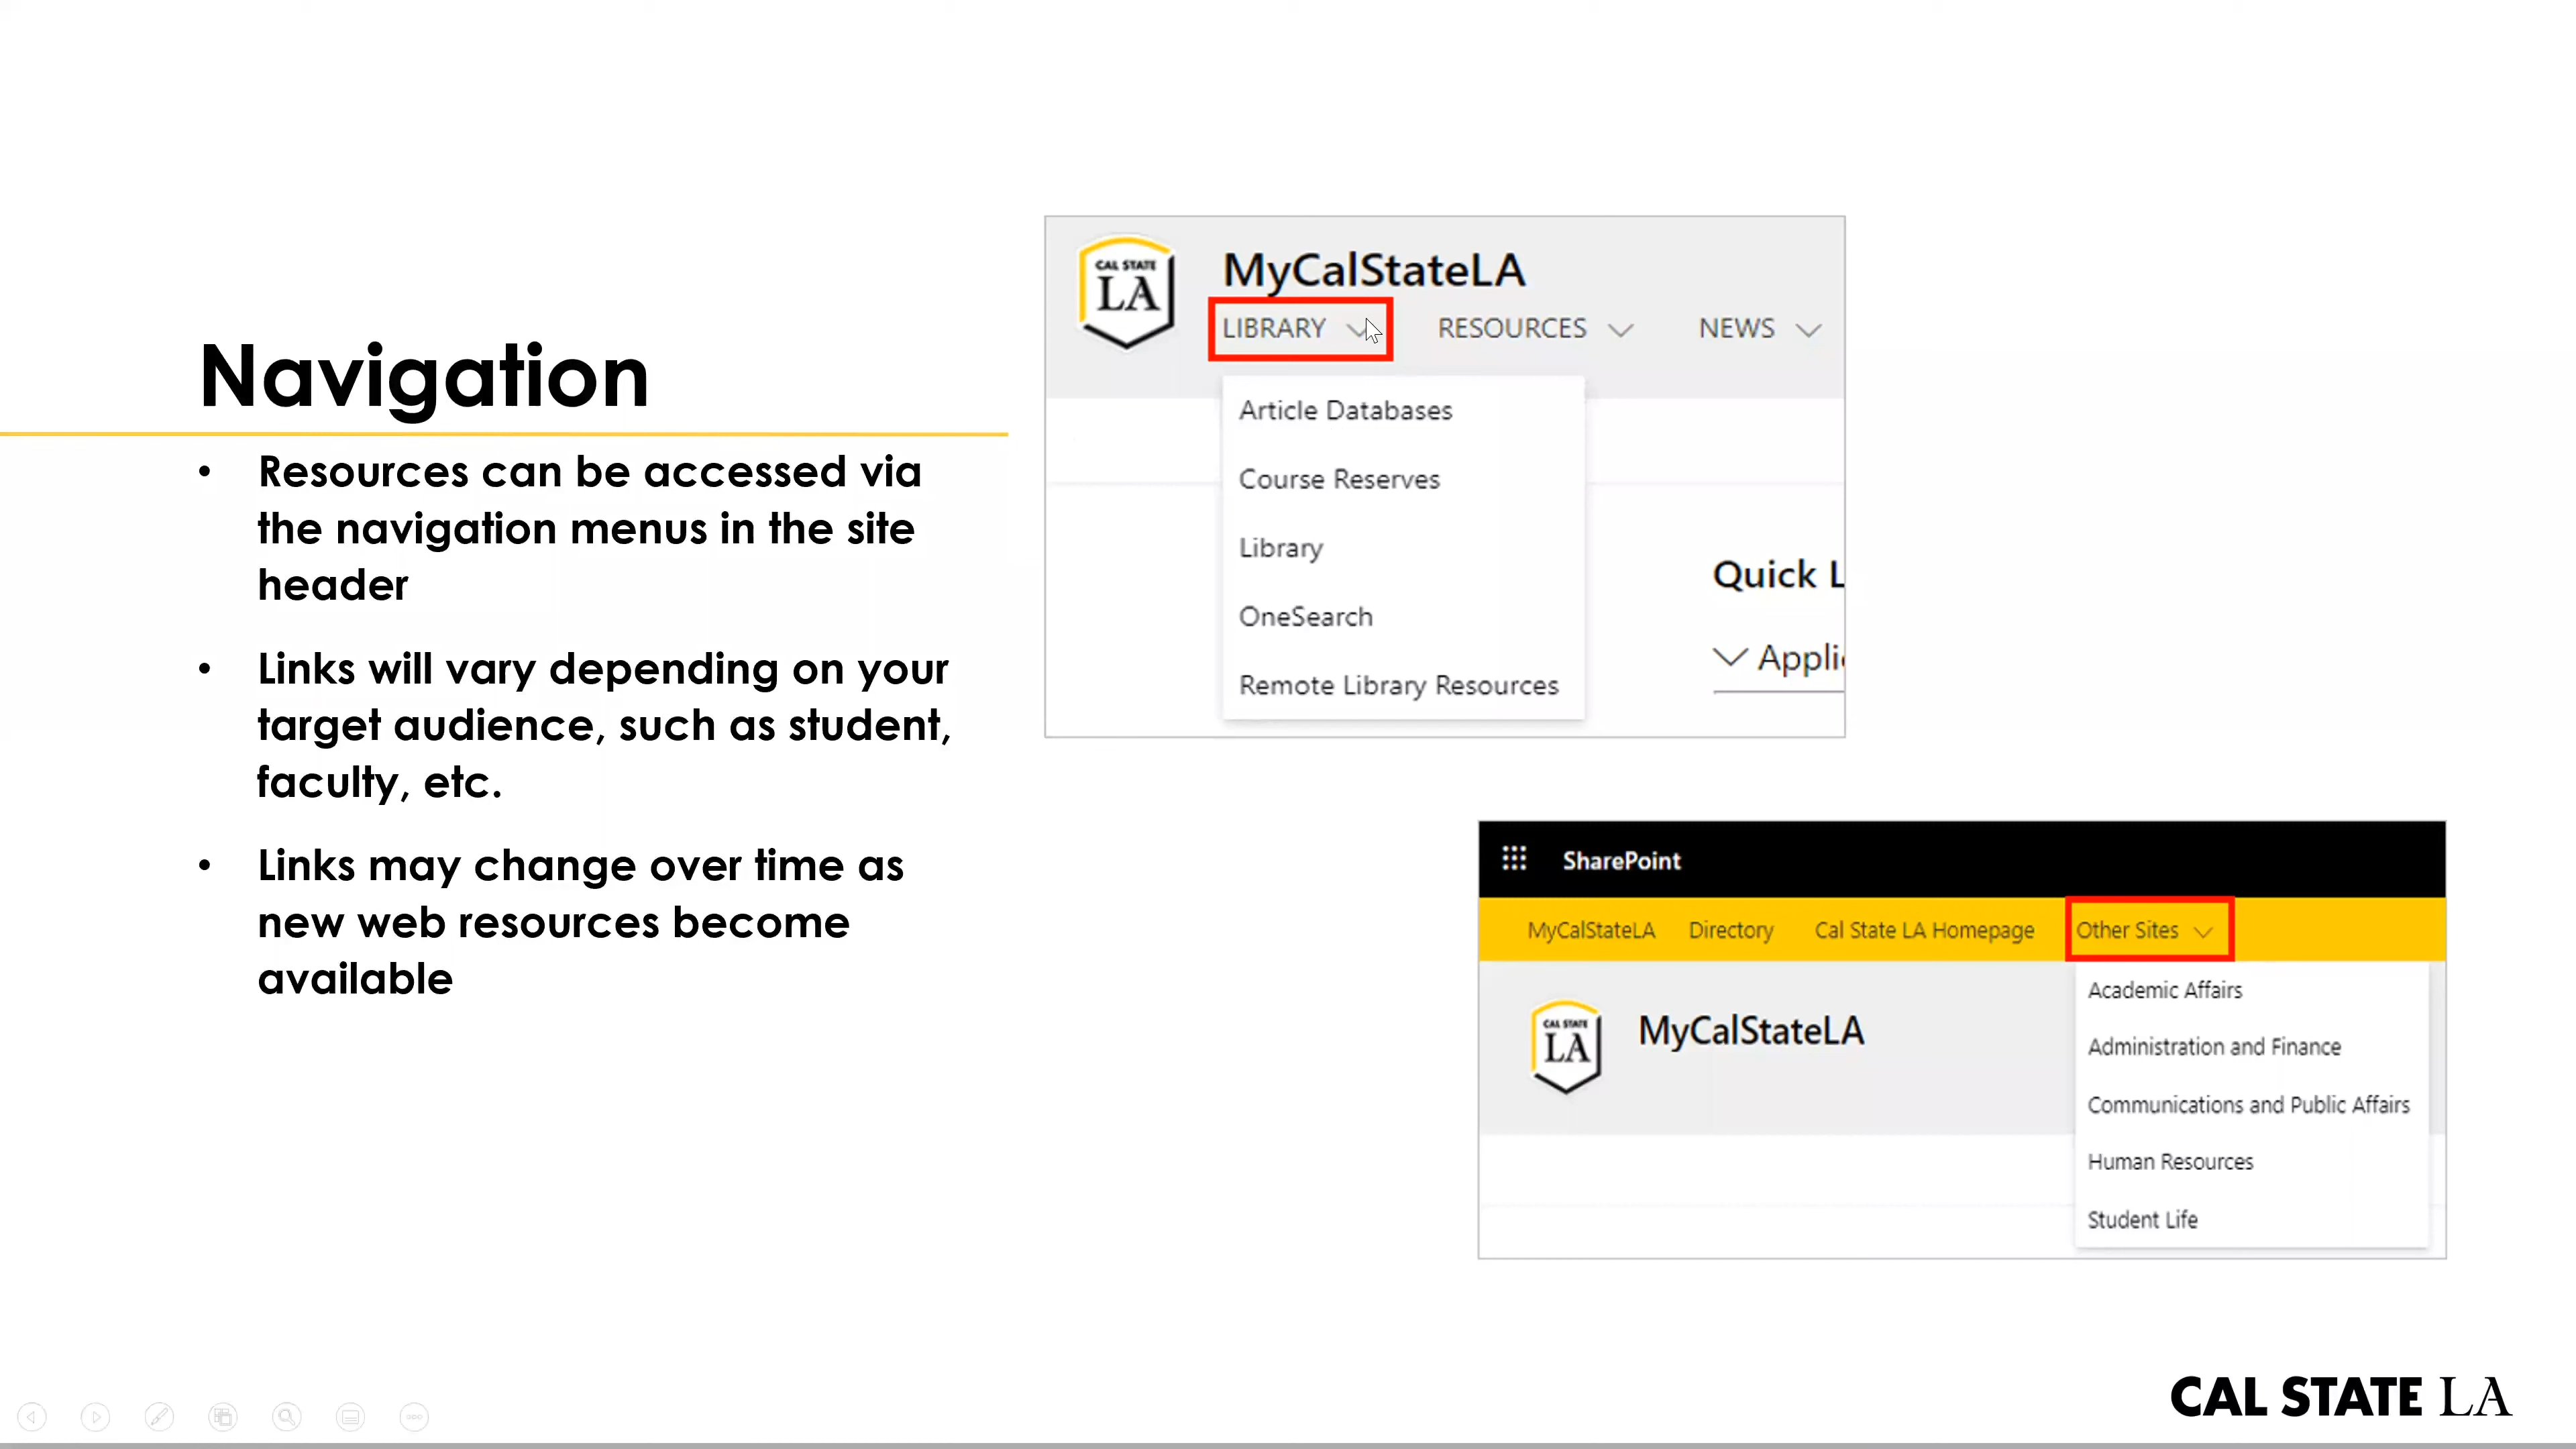 Navigation
• Resources can be accessed via
the navigation menus in the site
header
• Links will vary depending on your
target audience, such as student,
faculty, etc.
• Links may change over time as
new web resources become
available
CAL STATE
LA
MyCalStateLA
LIBRARY RESOURCES NEWS
Article Databases
Course Reserves
Library
OneSearch
Remote Library Resources
Quick L
Appli
SharePoint
MyCalStateLA Directory Cal State LA Homepage Other Sites
CAL STATE
LA
MyCalStateLA
Academic Affairs
Administration and Finance
Communications and Public Affairs
Human Resources
Student Life
CAL STATE LA